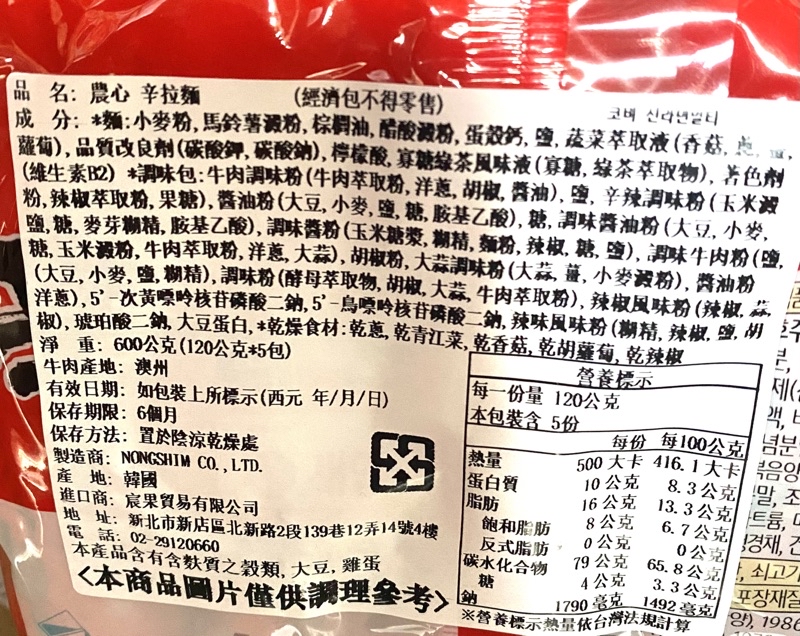 品　名: 農心 辛拉麵　(經濟包不得零售)
코비 신라면멀티
成　分: *麵:小麥粉, 馬鈴薯澱粉, 棕櫚油, 醋酸澱粉, 蛋殼鈣, 鹽, 蔬菜萃取液(香菇, 蔥,
蘿蔔), 品質改良劑(碳酸鉀, 碳酸鈉), 檸檬酸, 寡糖綠茶風味液(寡糖, 綠茶萃取物), 著色劑
(維生素B2) *調味包:牛肉調味粉(牛肉萃取粉, 洋蔥, 胡椒, 醬油), 鹽, 辛辣調味粉(玉米澱
粉, 辣椒萃取粉, 果糖), 醬油粉(大豆, 小麥, 鹽, 糖, 胺基乙酸), 糖, 調味醬油粉(大豆, 小麥,
鹽, 糖, 麥芽糊精, 胺基乙酸), 調味醬粉(玉米糖漿, 糊精, 麵粉, 辣椒, 糖, 鹽), 調味牛肉粉(鹽,
糖, 玉米澱粉, 牛肉萃取粉, 洋蔥, 大蒜), 胡椒粉, 大蒜調味粉(大蒜, 薑, 小麥澱粉), 醬油粉
(大豆, 小麥, 鹽, 糊精), 調味粉(酵母萃取物, 胡椒, 大蒜, 牛肉萃取粉), 辣椒風味粉(辣椒, 蒜,
洋蔥), 5'-次黃嘌呤核苷磷酸二鈉, 5'-鳥嘌呤核苷磷酸二鈉, 辣味風味粉(糊精, 辣椒, 鹽, 胡
椒), 琥珀酸二鈉, 大豆蛋白, *乾燥食材:乾蔥, 乾青江菜, 乾香菇, 乾胡蘿蔔, 乾辣椒
淨　重: 600公克(120公克*5包)
牛肉產地: 澳州
有效日期: 如包裝上所標示(西元 年/月/日)
保存期限: 6個月
保存方法: 置於陰涼乾燥處
製造商: NONGSHIM CO.,LTD.
產　地: 韓國
進口商: 宸果貿易有限公司
地　址: 新北市新店區北新路2段139巷12弄14號4樓
電　話: 02-29120660
本產品含有含麩質之穀類, 大豆, 雞蛋
<本商品圖片僅供調理參考>
營養標示
每一份量 120公克
本包裝含 5份
每份　每100公克
熱量　500 大卡　416.1 大卡
蛋白質　10 公克　8.3 公克
脂肪　16 公克　13.3 公克
飽和脂肪　8 公克　6.7 公克
反式脂肪　0 公克　0 公克
碳水化合物　79 公克　65.8 公克
糖　4 公克　3.3 公克
鈉　1790 毫克　1492 毫克
※營養標示熱量依台灣法規計算
쇠고기
포장재질
1986